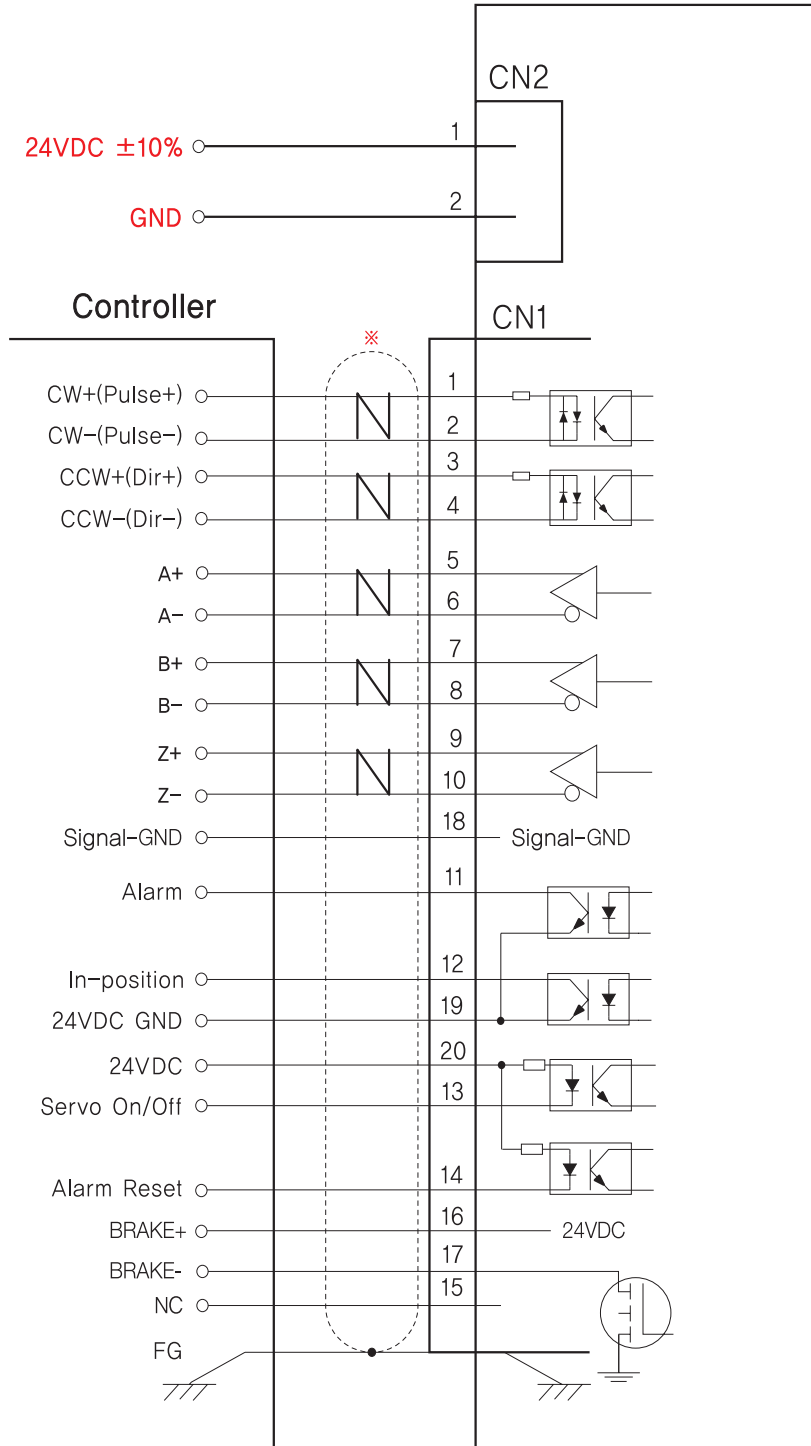 CN2
24VDC ±10% 1
GND 2
Controller
CN1
※
CW+(Pulse+) 1
CW-(Pulse-) 2
CCW+(Dir+) 3
CCW-(Dir-) 4
A+ 5
A- 6
B+ 7
B- 8
Z+ 9
Z- 10
Signal-GND 18 Signal-GND
Alarm 11
In-position 12
24VDC GND 19
24VDC 20
Servo On/Off 13
Alarm Reset 14
BRAKE+ 16 24VDC
BRAKE- 17
NC 15
FG